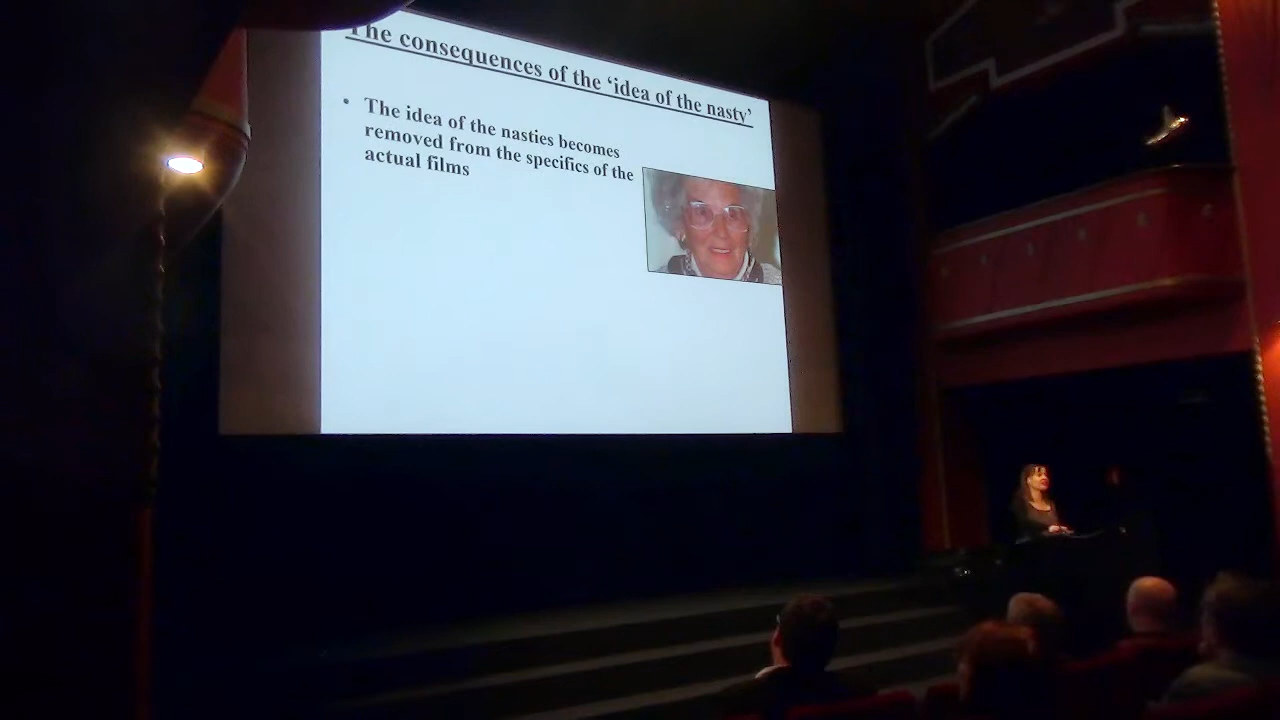 The consequences of the ‘idea of the nasty’
• The idea of the nasties becomes
removed from the specifics of the
actual films